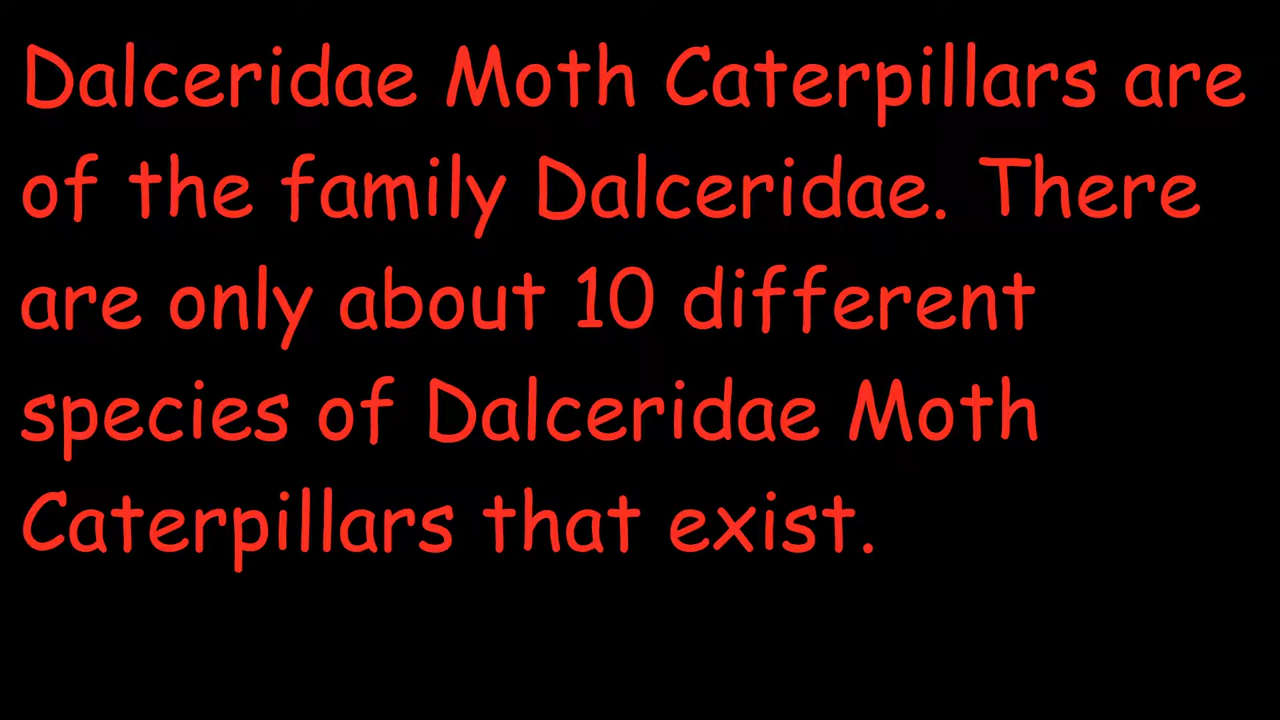 Dalceridae Moth Caterpillars are
of the family Dalceridae. There
are only about 10 different
species of Dalceridae Moth
Caterpillars that exist.